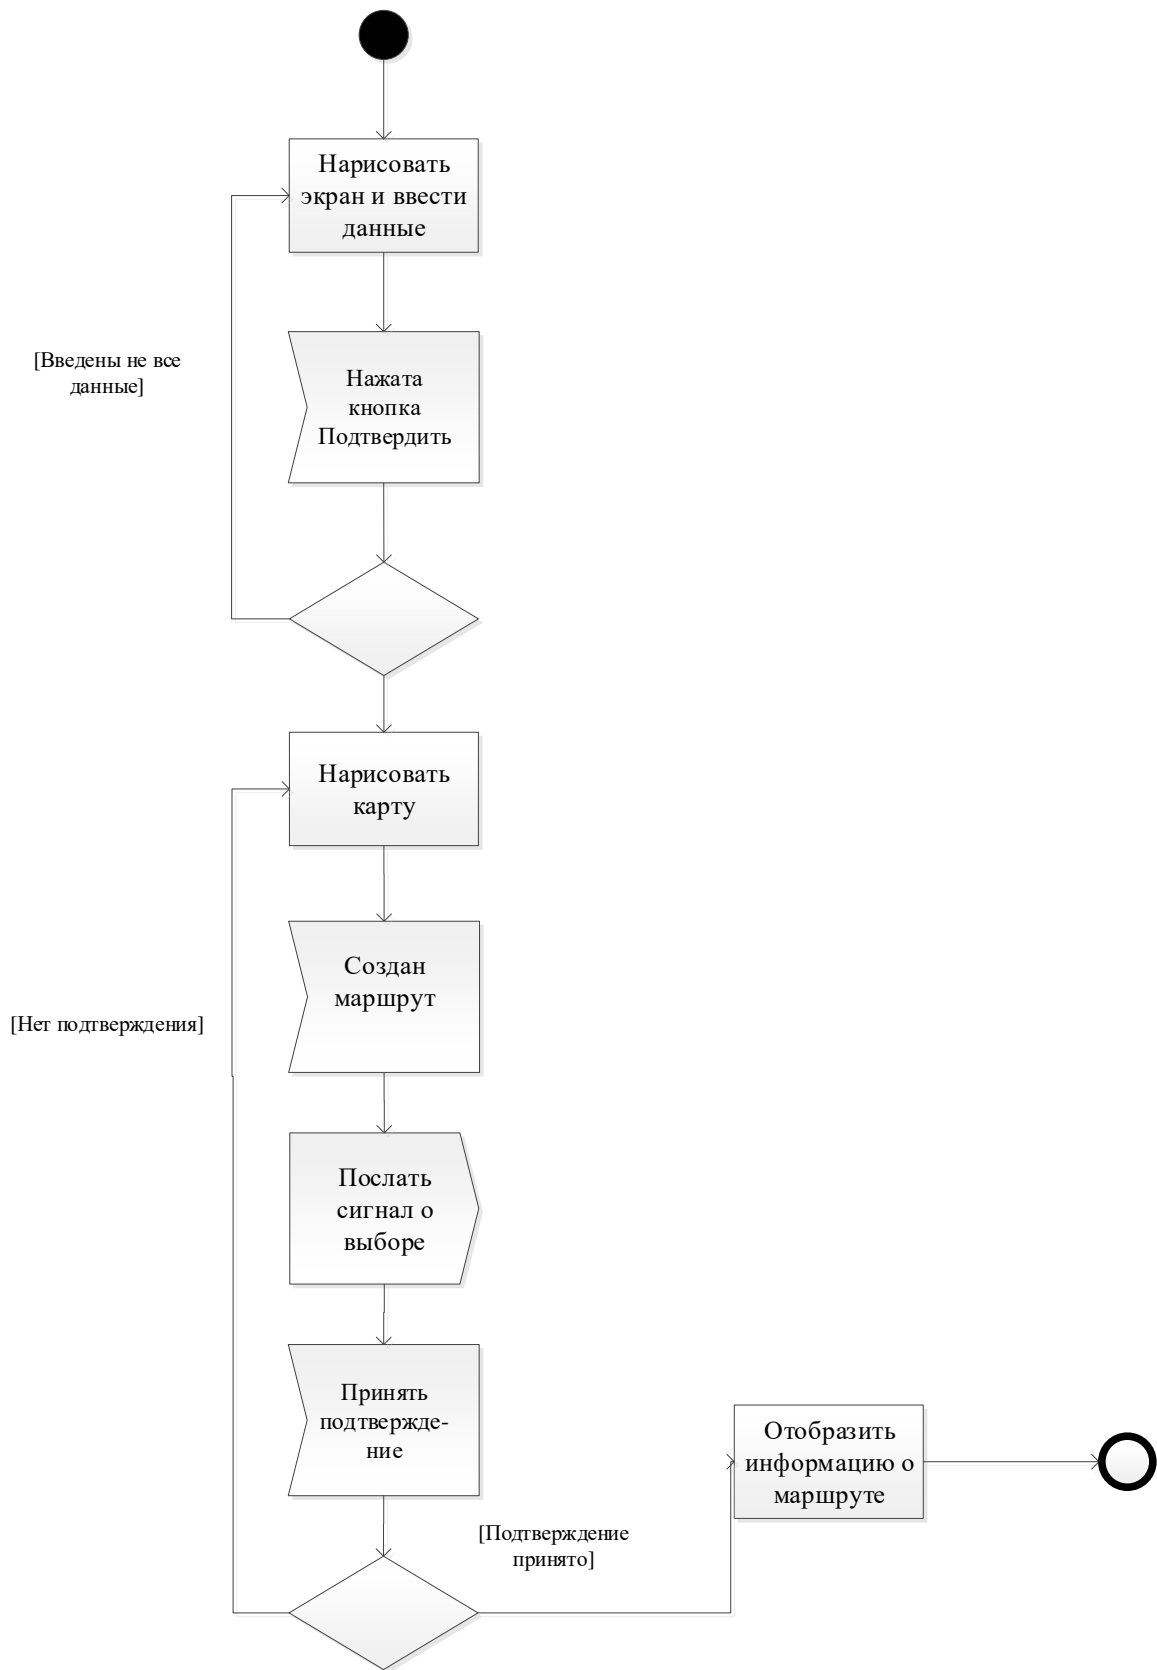 Нарисовать
экран и ввести
данные
[Введены не все
данные]
Нажата
кнопка
Подтвердить
Нарисовать
карту
Создан
маршрут
[Нет подтверждения]
Послать
сигнал о
выборе
Принять
подтвержде-
ние
Отобразить
информацию о
маршруте
[Подтверждение
принято]